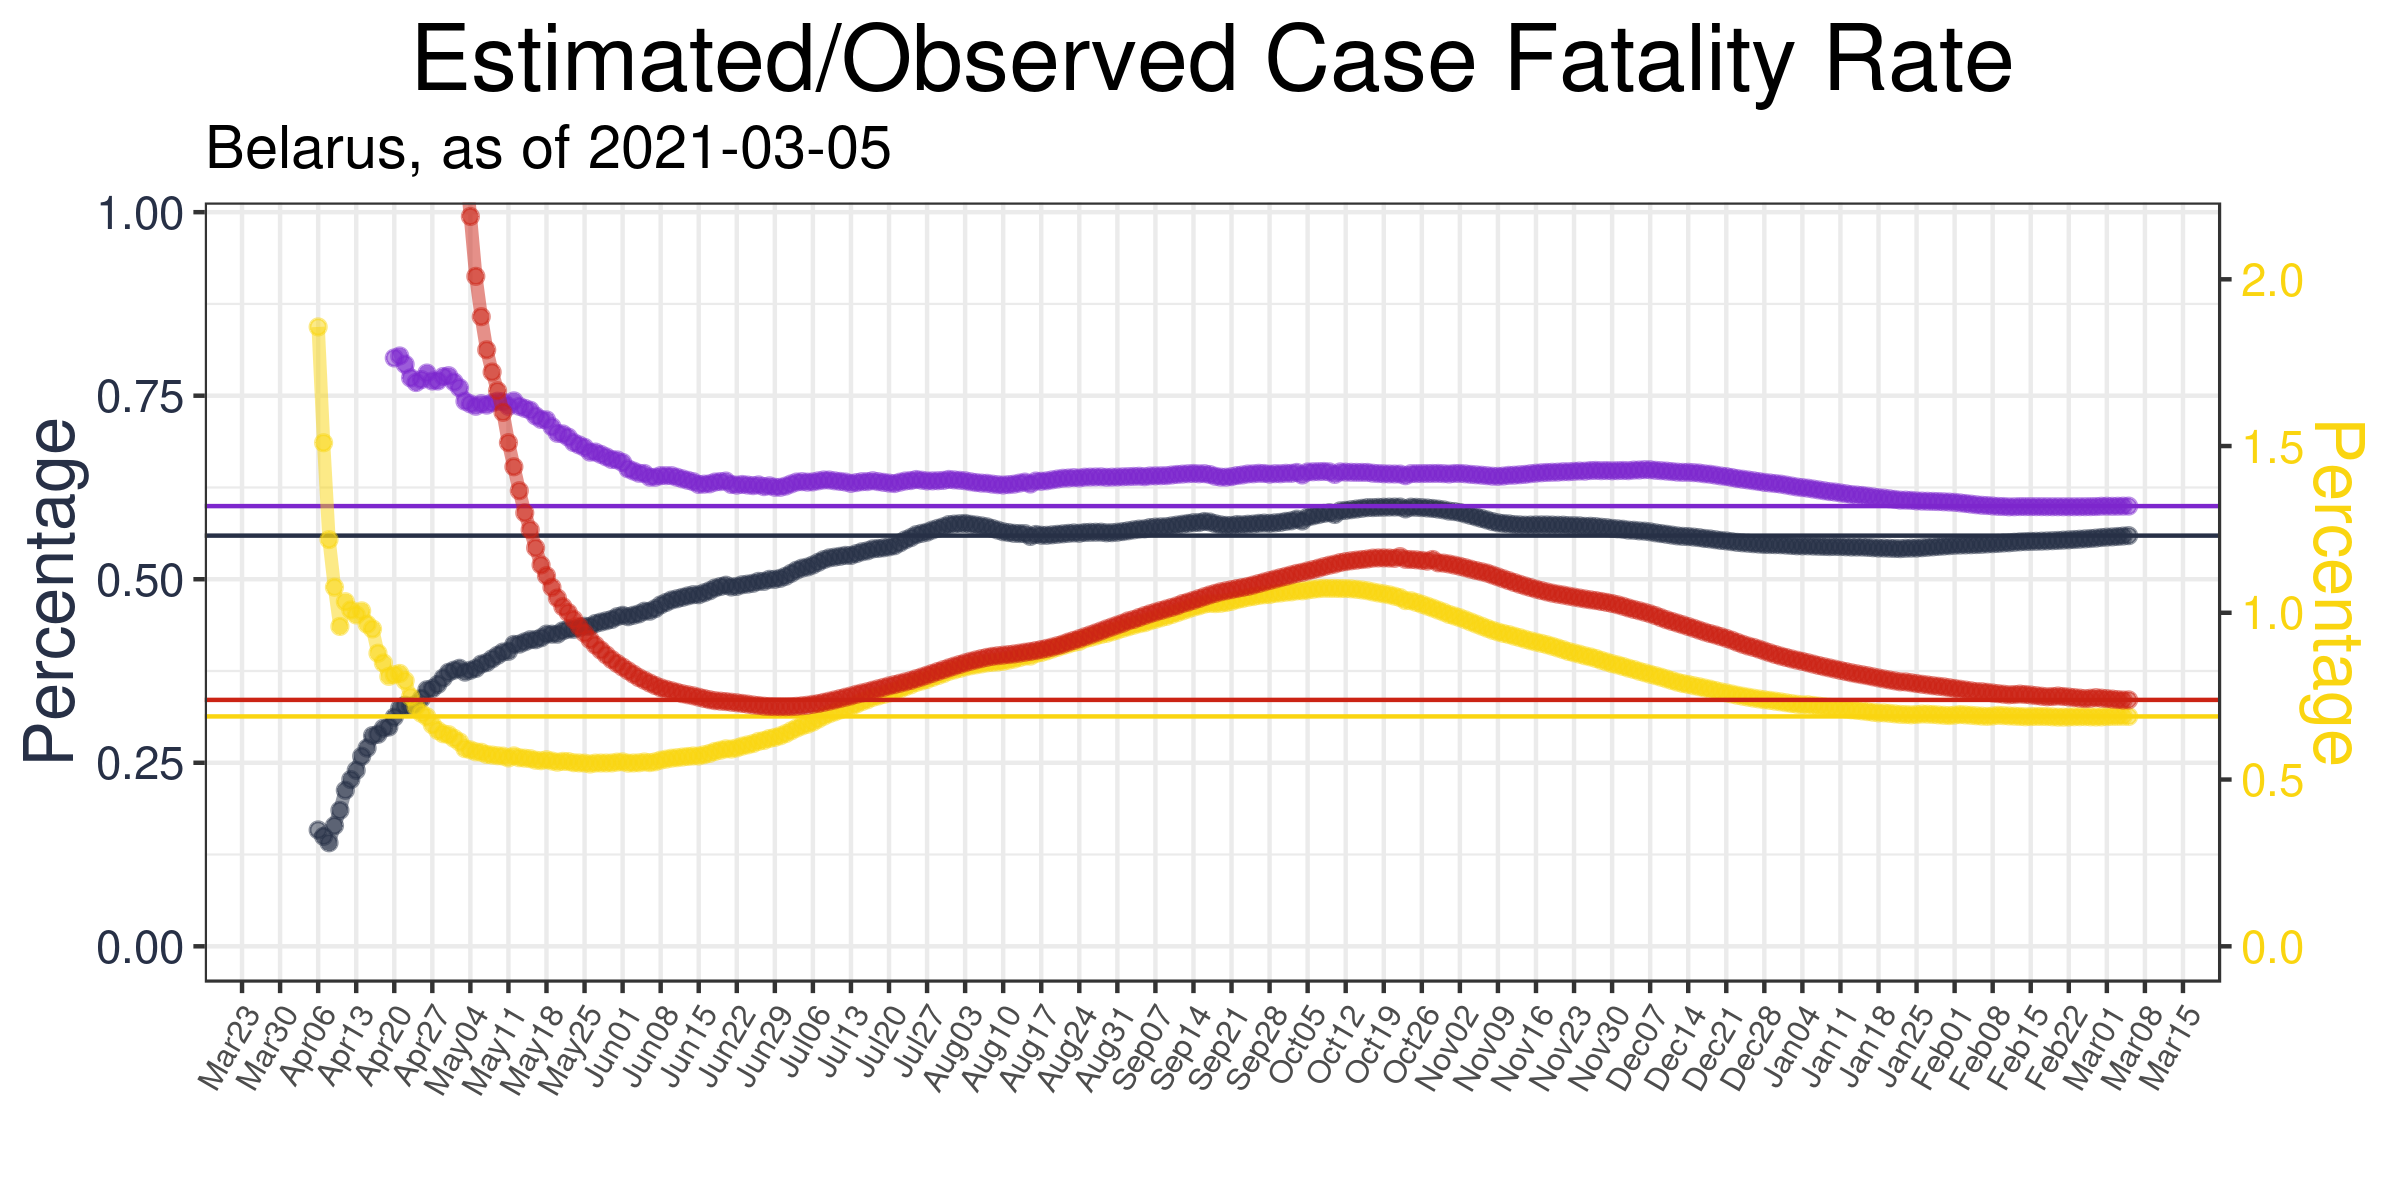 Estimated/Observed Case Fatality Rate
Belarus, as of 2021-03-05
Percentage
1.00
0.75
0.50
0.25
0.00
2.0
1.5
1.0
0.5
0.0
Percentage
Mar23
Mar30
Apr06
Apr13
Apr20
Apr27
May04
May11
May18
May25
Jun01
Jun08
Jun15
Jun22
Jun29
Jul06
Jul13
Jul20
Jul27
Aug03
Aug10
Aug17
Aug24
Aug31
Sep07
Sep14
Sep21
Sep28
Oct05
Oct12
Oct19
Oct26
Nov02
Nov09
Nov16
Nov23
Nov30
Dec07
Dec14
Dec21
Dec28
Dec04
Jan11
Jan18
Jan18
Jan25
Feb01
Feb08
Feb15
Feb22
Mar01
Mar08
Mar15